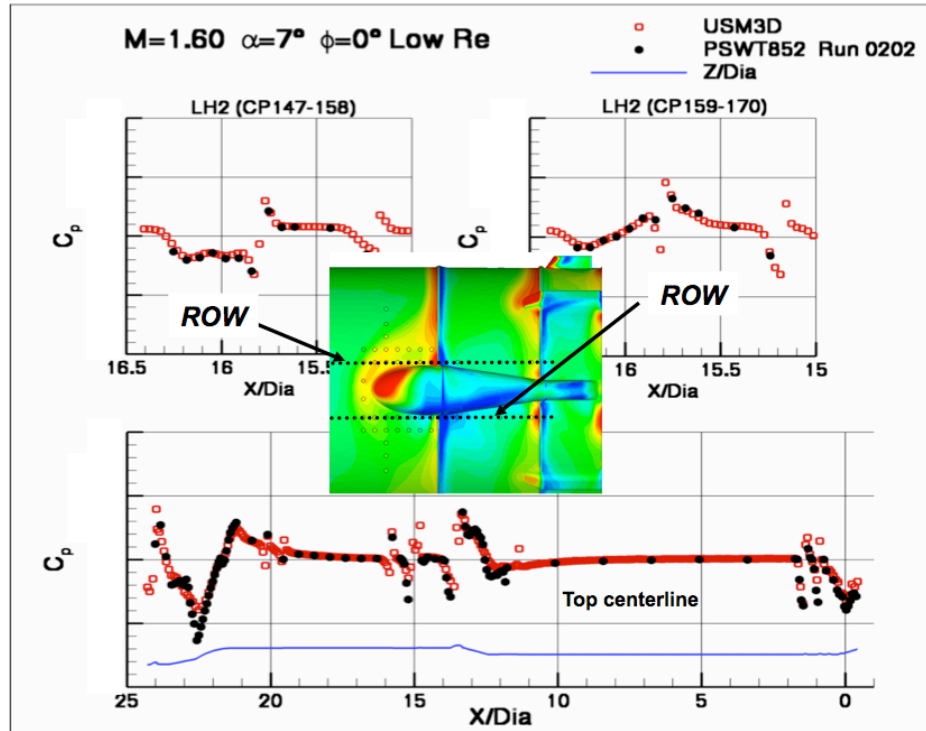 M=1.60 α=7° ϕ=0° Low Re
USM3D
PSWT852 Run 0202
Z/Dia
LH2 (CP147-158)
LH2 (CP159-170)
Cp
Cp
ROW
ROW
16.5
16
15.5
X/Dia
16
15.5
15
X/Dia
Cp
Top centerline
25
20
15
10
5
0
X/Dia